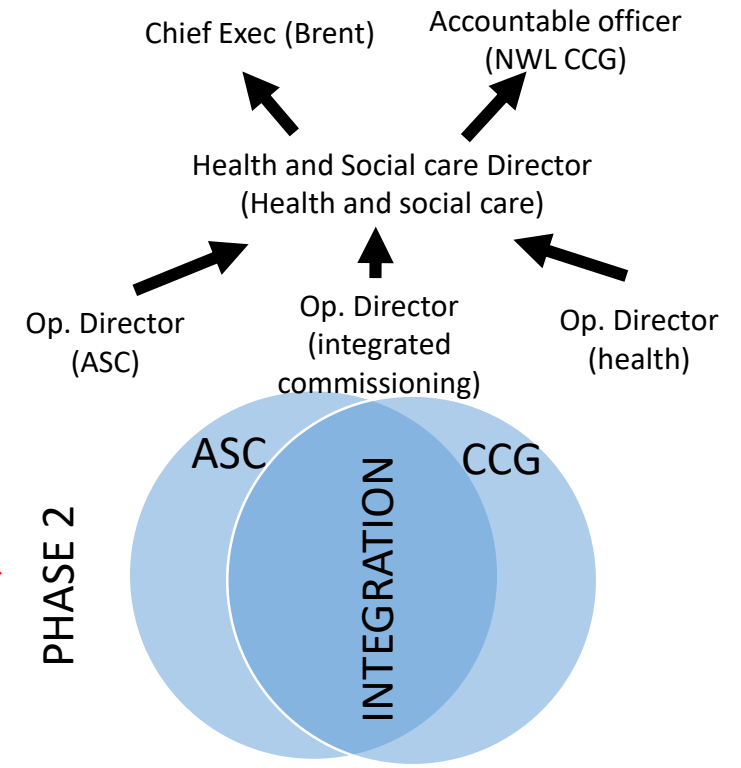 Chief Exec (Brent)
Accountable officer
(NWL CCG)
Health and Social care Director
(Health and social care)
Op. Director
(ASC)
Op. Director
(integrated
commissioning)
Op. Director
(health)
ASC
CCG
INTEGRATION
PHASE 2